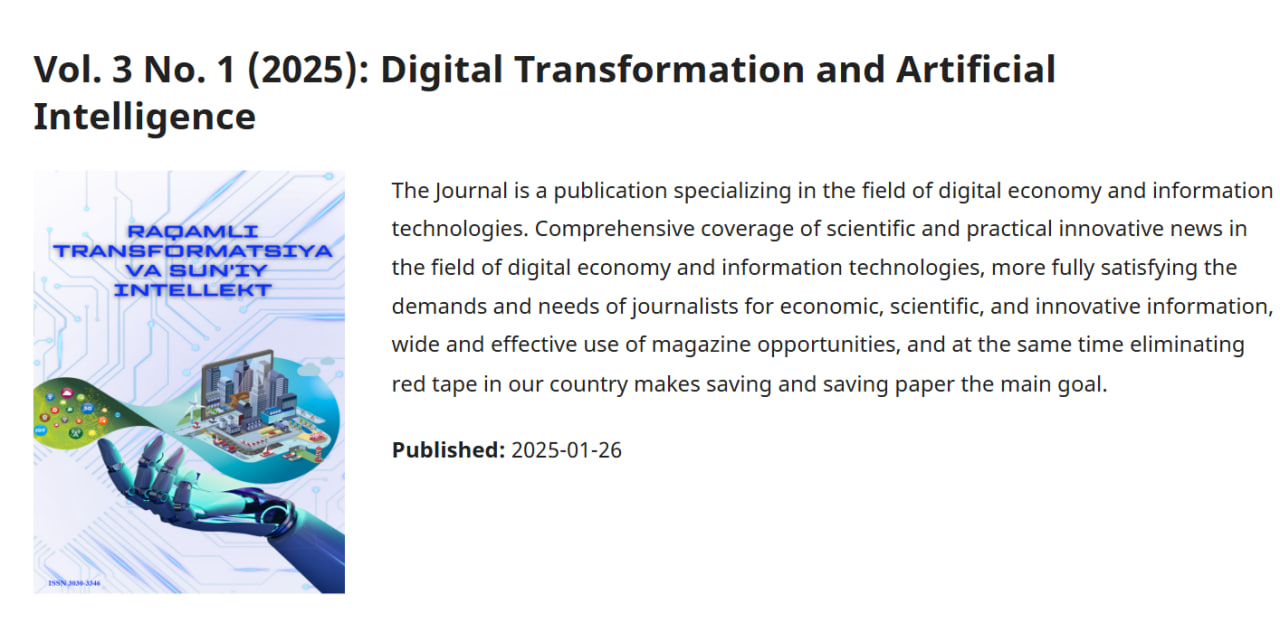 Vol. 3 No. 1 (2025): Digital Transformation and Artificial
Intelligence
RAQAMLI
TRANSFORMATSIYA
VA SUN'IY
INTELLEKT
ISSN 3030-3346
The Journal is a publication specializing in the field of digital economy and information
technologies. Comprehensive coverage of scientific and practical innovative news in
the field of digital economy and information technologies, more fully satisfying the
demands and needs of journalists for economic, scientific, and innovative information,
wide and effective use of magazine opportunities, and at the same time eliminating
red tape in our country makes saving and saving paper the main goal.
Published: 2025-01-26